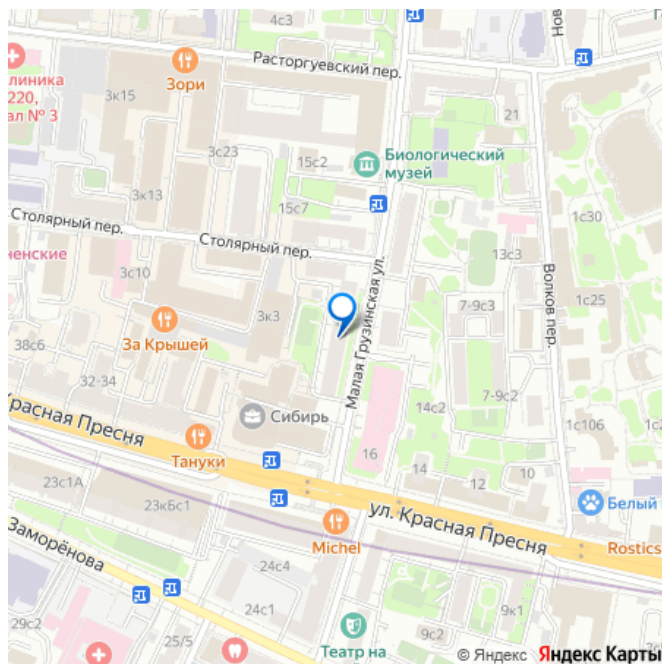 4с3
Нов
Расторгуевский пер.
Зори
линика
220,
ал № 3
3к15
21
3с23
15с2
Биологический
музей
3к13
15с7
1с30
Столярный пер.
Столярный пер.
ненские
3с10
13с3
Малая Грузинская ул.
Волков пер.
7-9с3
1с25
3к3
За Крышей
38с6
32-34
7-9с2
Красная Пресня
Сибирь
14с2
1с106
Тануки
16
14
12
10
23с1А
23кБс1
ул. Красная Пресня
Белый
Michel
Rostics
Заморёнова
24с4
24с1
9к1
29с2
25/5
9с2
Театр на
3с
© Яндекс Яндекс Карты